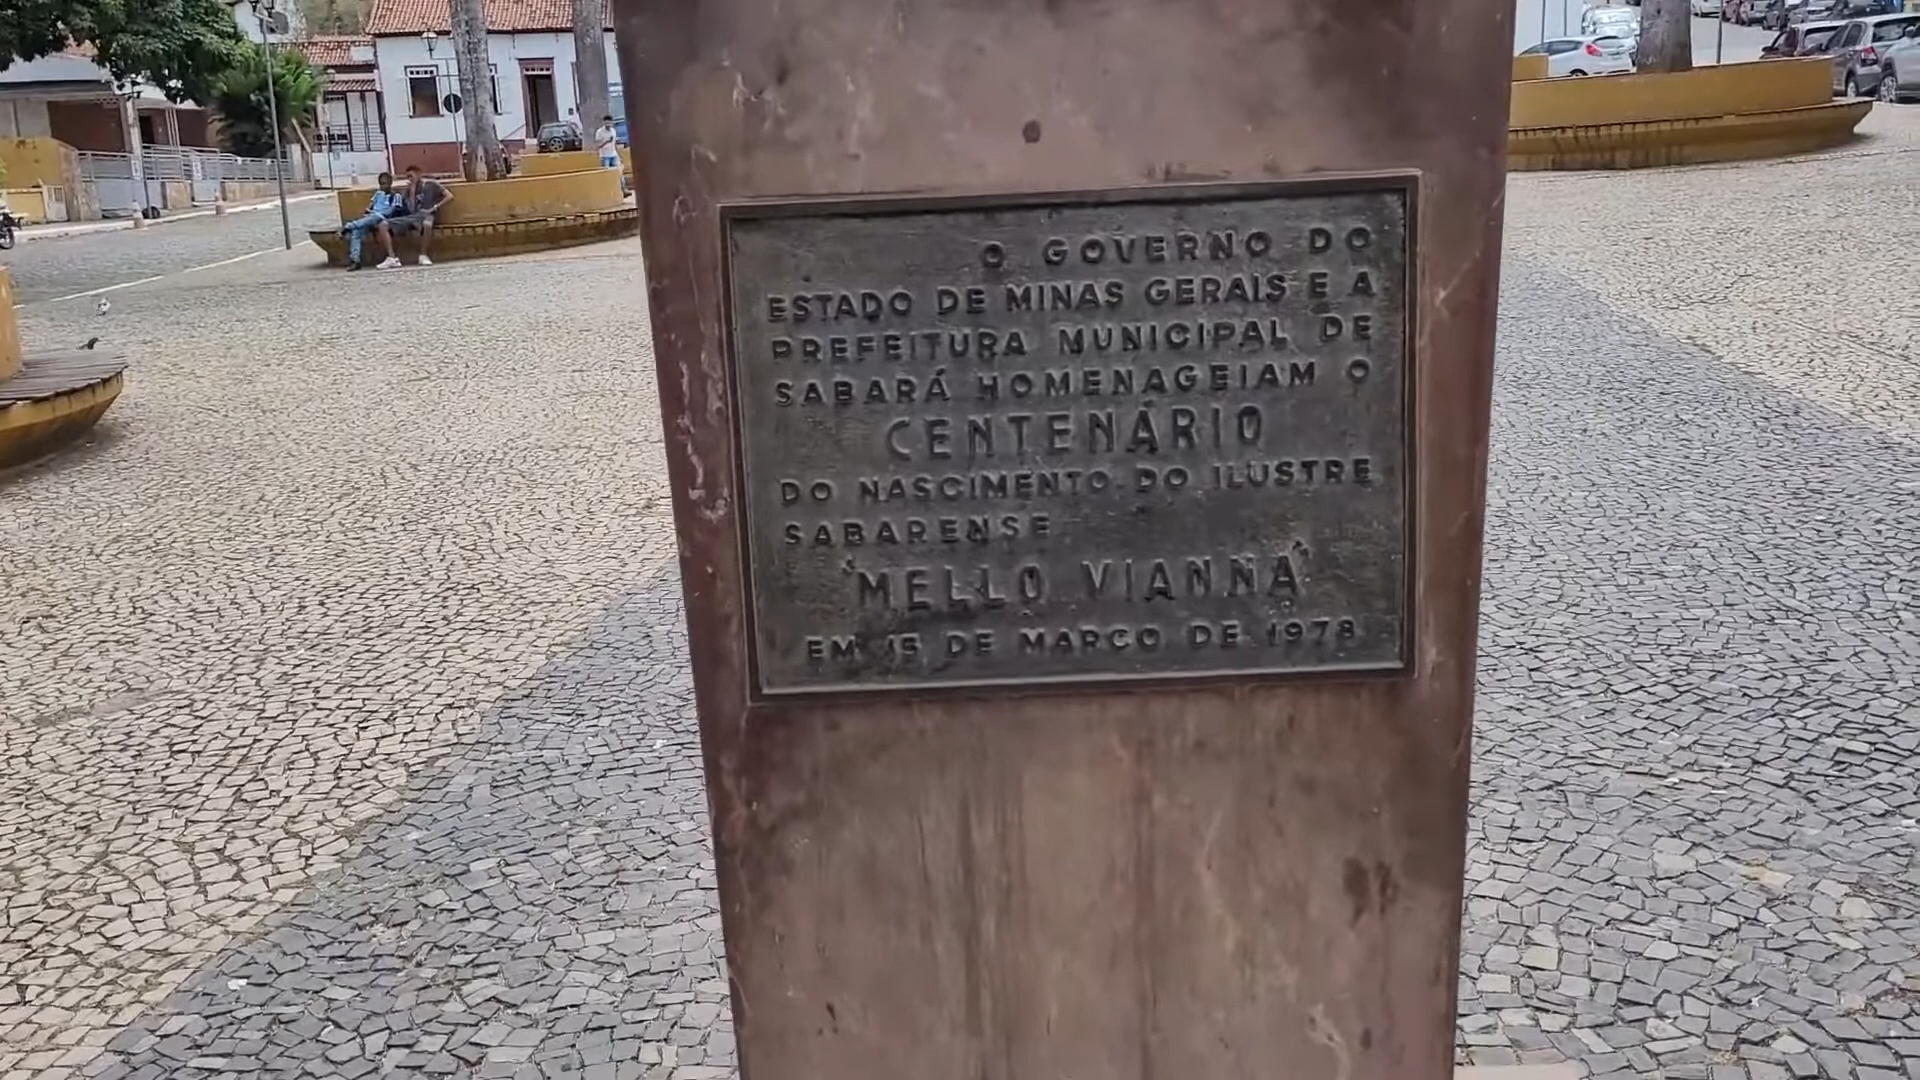 O GOVERNO DO
ESTADO DE MINAS GERAIS E A
PREFEITURA MUNICIPAL DE
SABARÁ HOMENAGEIAM O
CENTENÁRIO
DO NASCIMENTO DO ILUSTRE
SABARENSE
"MELLO VIANNA"
EM 15 DE MARÇO DE 1978